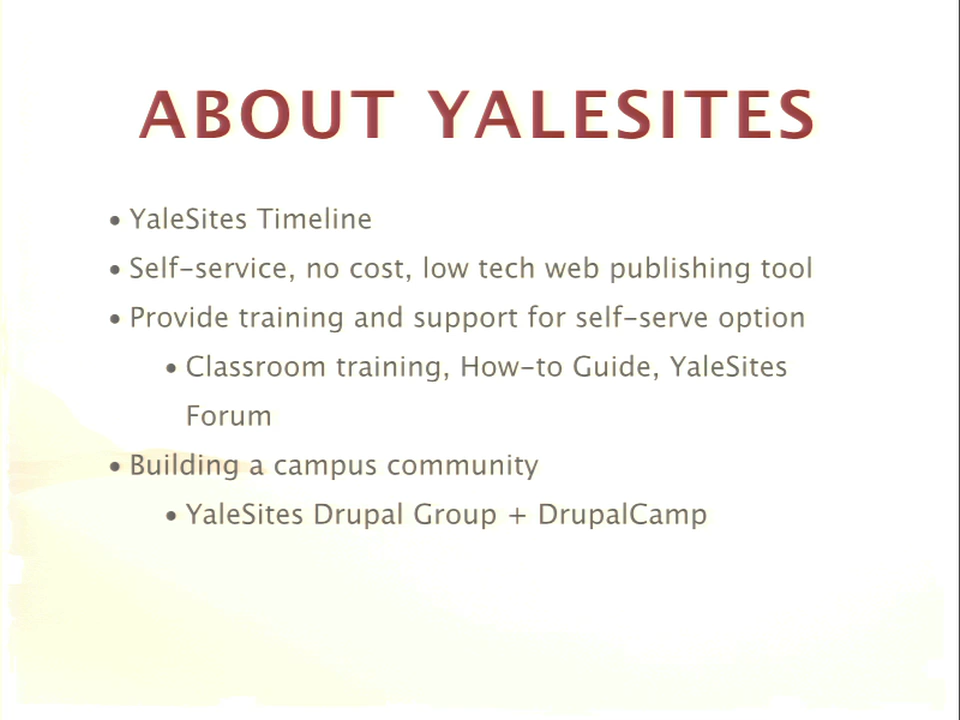 ABOUT YALESITES
• YaleSites Timeline
• Self-service, no cost, low tech web publishing tool
• Provide training and support for self-serve option
• Classroom training, How-to Guide, YaleSites
Forum
• Building a campus community
• YaleSites Drupal Group + DrupalCamp